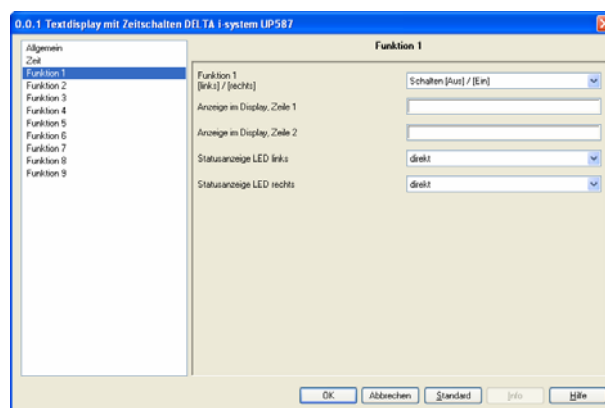 0.0.1 Textdisplay mit Zeitschalten DELTA i-system UP587
Allgemein
Zeit
Funktion 1
Funktion 2
Funktion 3
Funktion 4
Funktion 5
Funktion 6
Funktion 7
Funktion 8
Funktion 9
Funktion 1
Funktion 1
[links] / [rechts]
Schalten [Aus] / [Ein]
Anzeige im Display, Zeile 1
Anzeige im Display, Zeile 2
Statusanzeige LED links
direkt
Statusanzeige LED rechts
direkt
OK
Abbrechen
Standard
Info
Hilfe